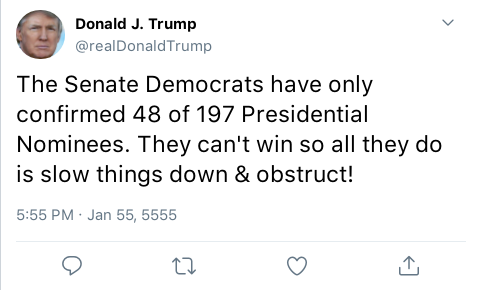 Donald J. Trump
@realDonaldTrump
The Senate Democrats have only
confirmed 48 of 197 Presidential
Nominees. They can't win so all they do
is slow things down & obstruct!
5:55 PM · Jan 55, 5555